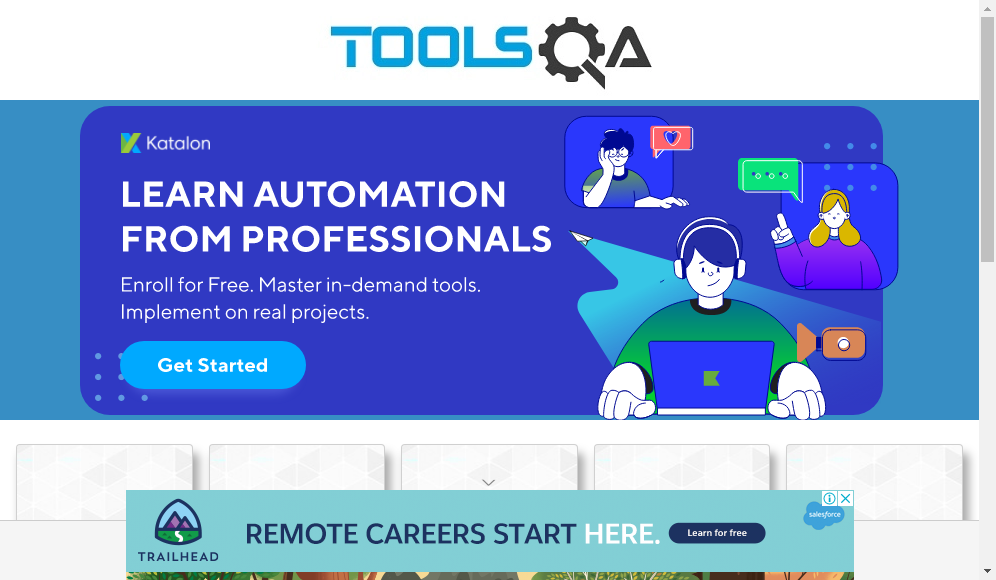 TOOLSQA
Katalon
LEARN AUTOMATION
FROM PROFESSIONALS
Enroll for Free. Master in-demand tools.
Implement on real projects.
Get Started
TRAILHEAD
REMOTE CAREERS START HERE.
Learn for free
salesforce